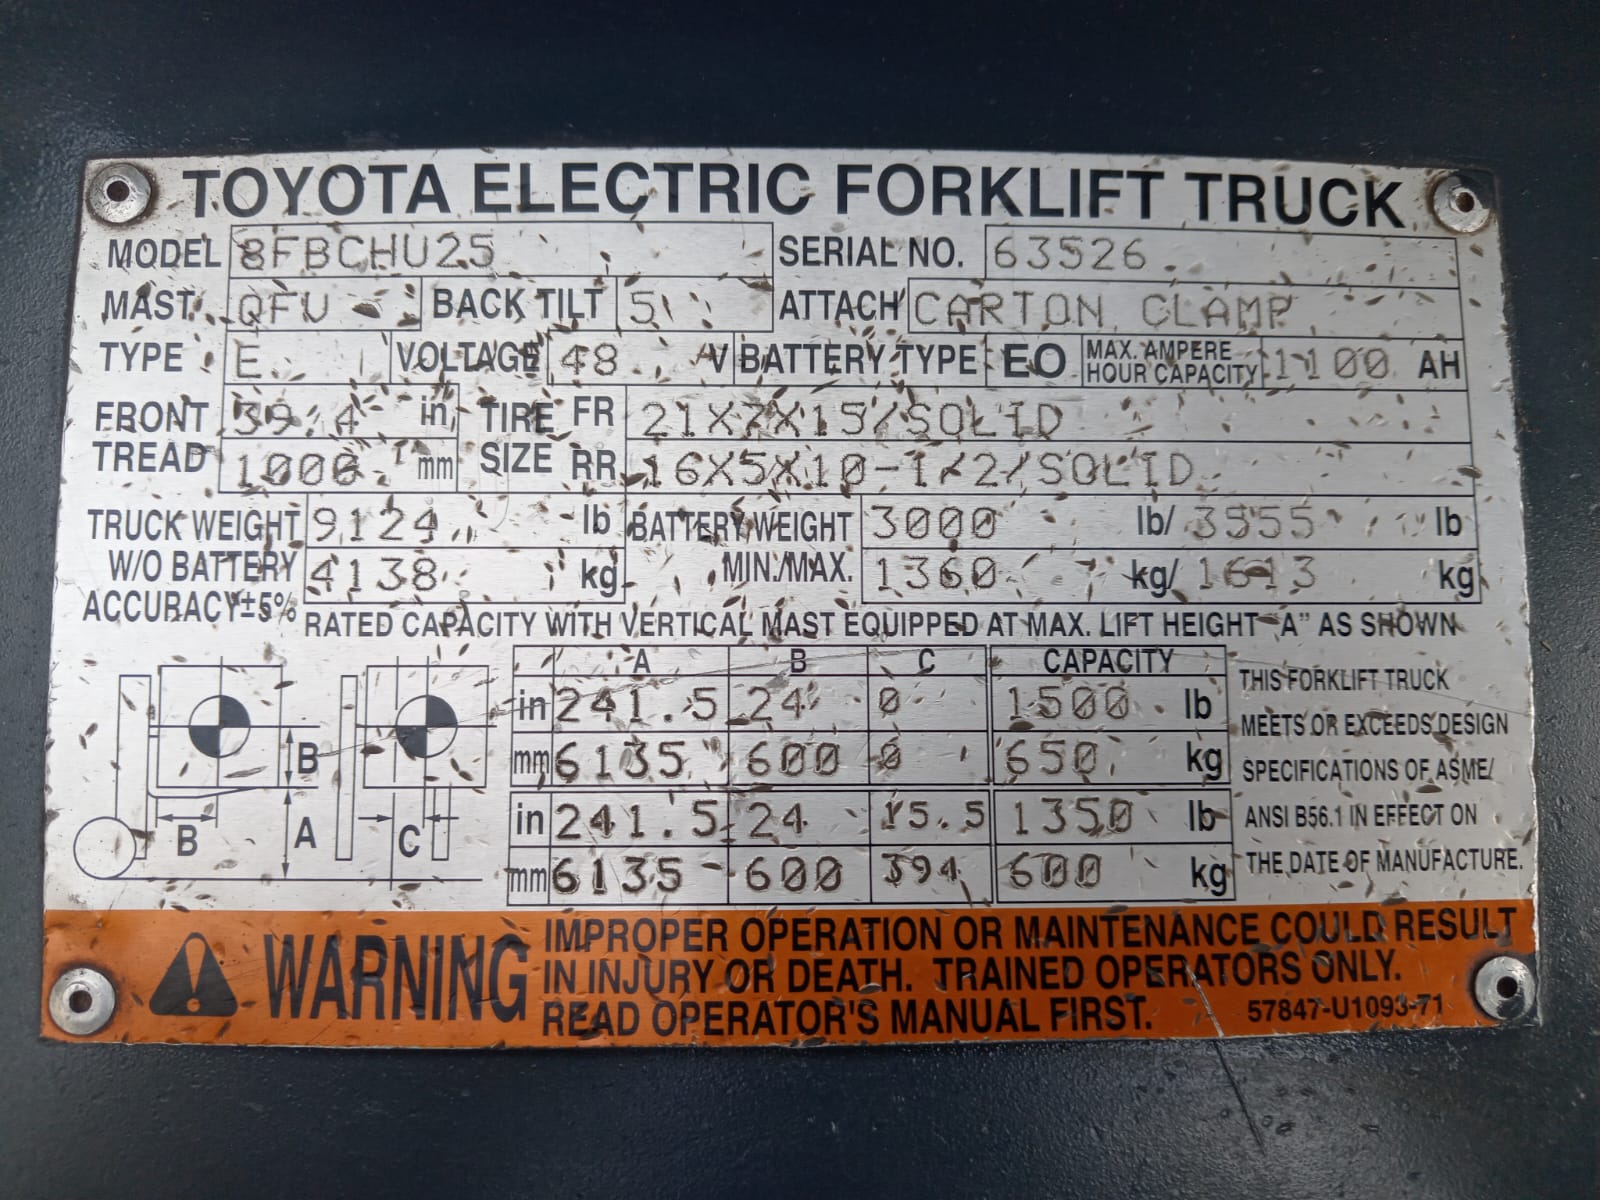 TOYOTA ELECTRIC FORKLIFT TRUCK
MODEL 8FBCHU25 SERIAL NO. 63526
MAST QFV BACK TILT 5 ATTACH CARTON CLAMP
TYPE E VOLTAGE 48 V BATTERY TYPE EO MAX. AMPERE HOUR CAPACITY 1100 AH
FRONT TREAD 39.4 in TIRE SIZE FR 21X7X15/SOLID
1000 mm RR 16X5X10-1/2/SOLID
TRUCK WEIGHT 9124 lb BATTERY WEIGHT 3000 lb/ 3555 lb
W/O BATTERY 4138 kg MIN./MAX. 1360 kg/ 1613 kg
ACCURACY±5%
RATED CAPACITY WITH VERTICAL MAST EQUIPPED AT MAX. LIFT HEIGHT "A" AS SHOWN
A B C CAPACITY
in 241.5 24 0 1500 lb
mm 6135 600 0 650 kg
in 241.5 24 15.5 1350 lb
mm 6135 600 394 600 kg
B
B A C
THIS FORKLIFT TRUCK
MEETS OR EXCEEDS DESIGN
SPECIFICATIONS OF ASME/
ANSI B56.1 IN EFFECT ON
THE DATE OF MANUFACTURE.
WARNING
IMPROPER OPERATION OR MAINTENANCE COULD RESULT
IN INJURY OR DEATH. TRAINED OPERATORS ONLY.
READ OPERATOR'S MANUAL FIRST. 57847-U1093-71